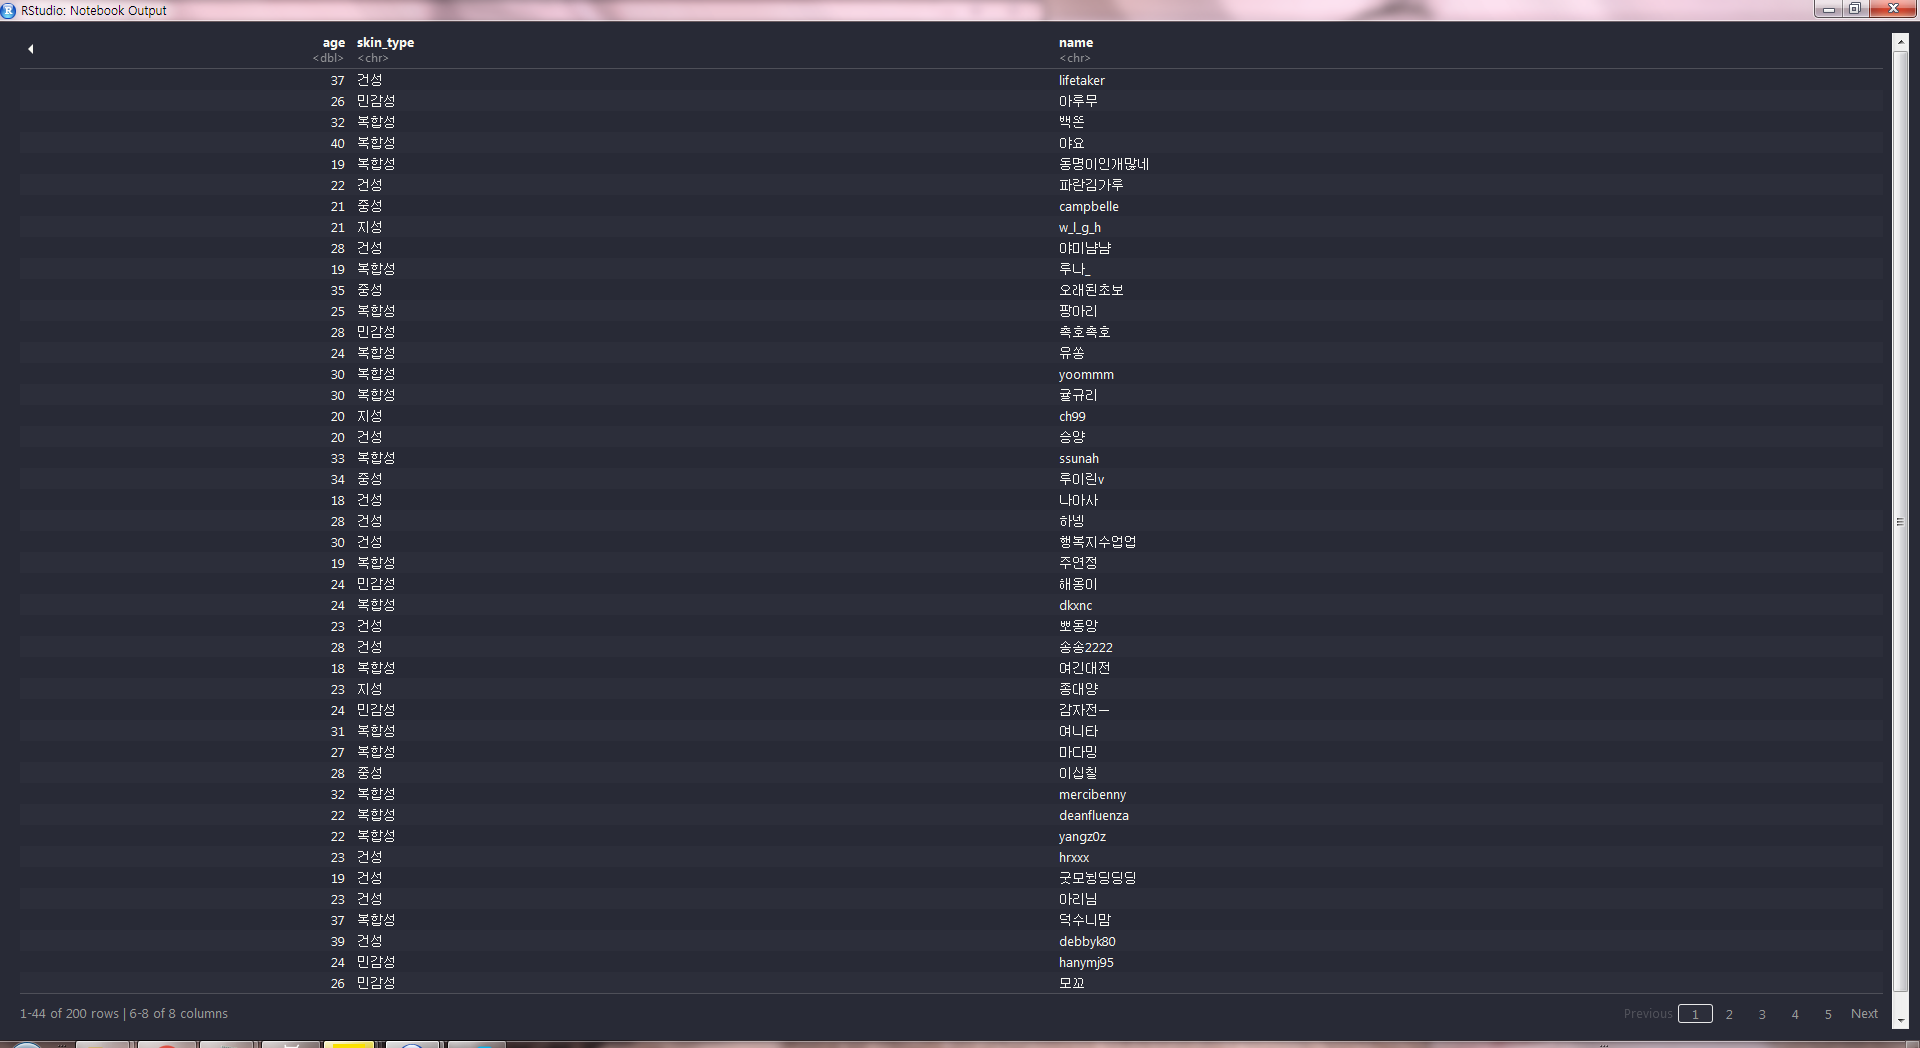 RStudio: Notebook Output
age skin_type name
<dbl> <chr> <chr>
37 건성 lifetaker
26 민감성 아루무
32 복합성 백똔
40 복합성 야요
19 복합성 동명이인개많네
22 건성 파란김가루
21 중성 campbelle
21 지성 w_l_g_h
28 건성 야미냠냠
19 복합성 루나_
35 중성 오래된초보
25 복합성 팡아리
28 민감성 촉호촉호
24 복합성 유쏭
30 복합성 yoommm
30 복합성 귤규리
20 지성 ch99
20 건성 승양
33 복합성 ssunah
34 중성 투이린v
18 건성 나아사
28 건성 하넹
30 건성 행복지수업업
19 복합성 주연정
24 민감성 해옹이
24 복합성 dkxnc
23 건성 뽀동앙
28 건성 송송2222
18 복합성 여긴대전
23 지성 종대양
24 민감성 감자전ㅡ
31 복합성 여니타
27 복합성 마다밍
28 중성 이십칠
32 복합성 mercibenny
22 복합성 deanfluenza
22 복합성 yangz0z
23 건성 hrxxx
19 건성
23 건성 아리님
37 복합성 덕수니맘
39 건성 debbyk80
24 민감성 hanymj95
26 민감성 모꼬
1-44 of 200 rows | 6-8 of 8 columns
Previous 1 2 3 4 5 Next